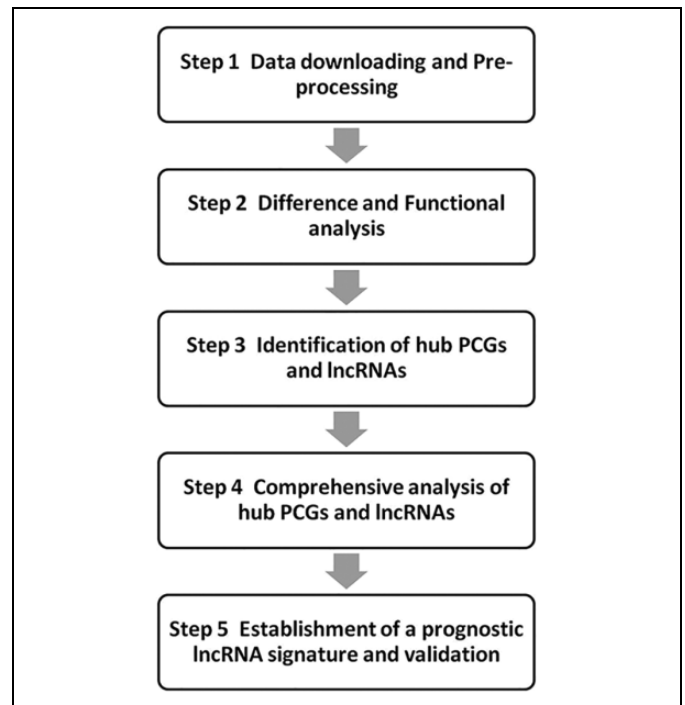 Step 1 Data downloading and Pre-
processing
Step 2 Difference and Functional
analysis
Step 3 Identification of hub PCGs
and lncRNAs
Step 4 Comprehensive analysis of
hub PCGs and lncRNAs
Step 5 Establishment of a prognostic
lncRNA signature and validation